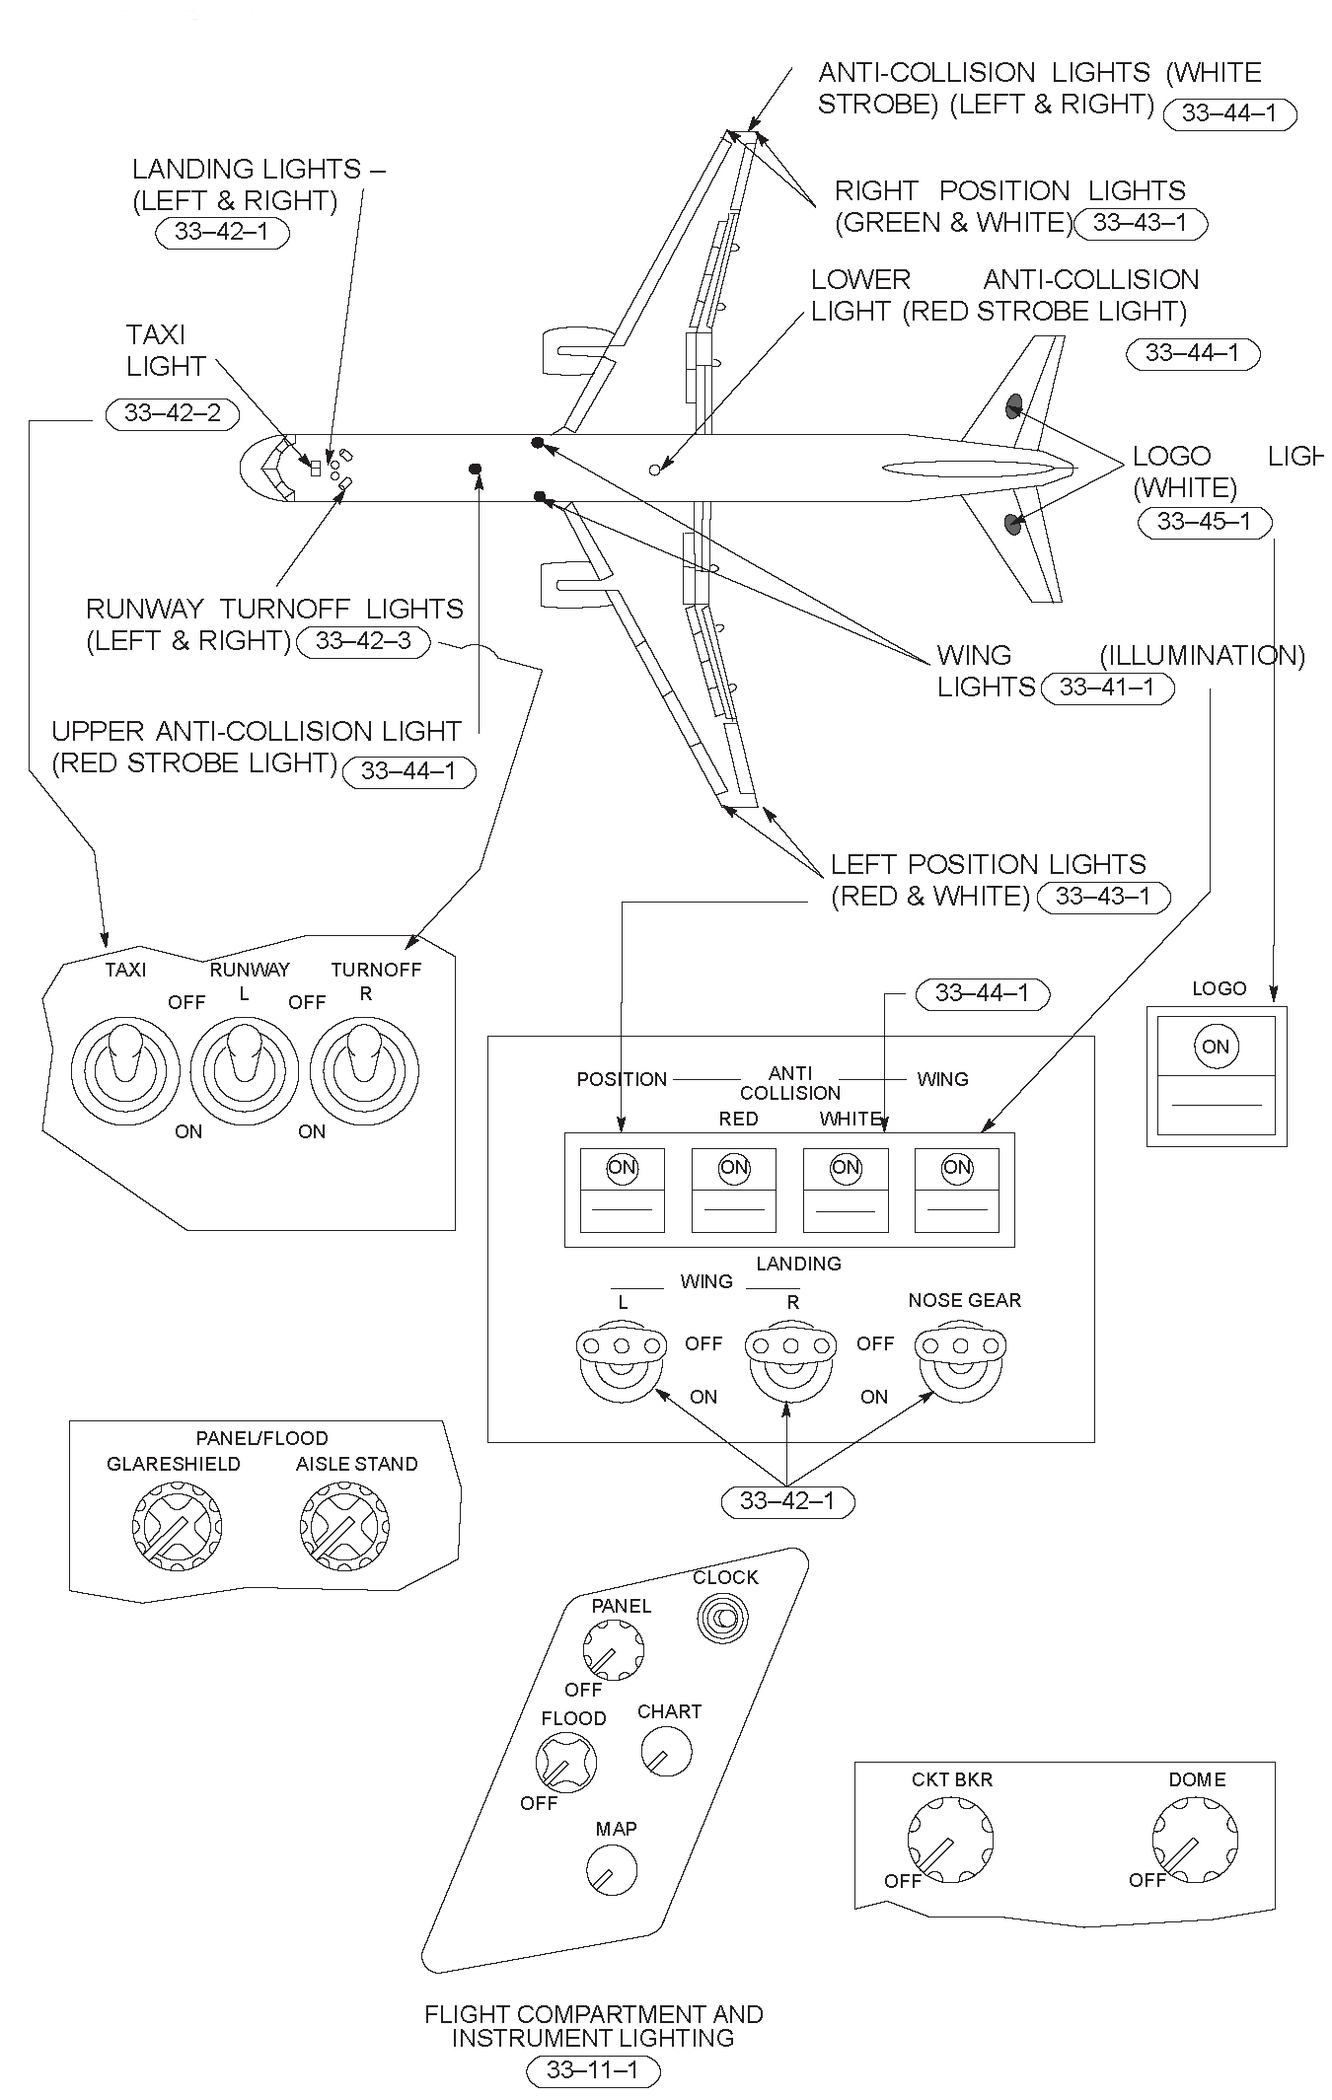 ANTI-COLLISION LIGHTS (WHITE
STROBE) (LEFT & RIGHT) 33–44–1
LANDING LIGHTS –
(LEFT & RIGHT)
33–42–1
RIGHT POSITION LIGHTS
(GREEN & WHITE) 33–43–1
LOWER ANTI-COLLISION
LIGHT (RED STROBE LIGHT)
33–44–1
TAXI
LIGHT
33–42–2
LOGO LIGH
(WHITE)
33–45–1
RUNWAY TURNOFF LIGHTS
(LEFT & RIGHT) 33–42–3
WING (ILLUMINATION)
LIGHTS 33–41–1
UPPER ANTI-COLLISION LIGHT
(RED STROBE LIGHT) 33–44–1
LEFT POSITION LIGHTS
(RED & WHITE) 33–43–1
TAXI RUNWAY TURNOFF
OFF L OFF R
ON ON
33–44–1
LOGO
ON
POSITION ANTI WING
COLLISION
RED WHITE
ON ON ON ON
LANDING
WING
L R NOSE GEAR
OFF OFF
ON ON
33–42–1
PANEL/FLOOD
GLARESHIELD AISLE STAND
CLOCK
PANEL
OFF
CHART
FLOOD
OFF
MAP
CKT BKR DOME
OFF OFF
FLIGHT COMPARTMENT AND
INSTRUMENT LIGHTING
33–11–1